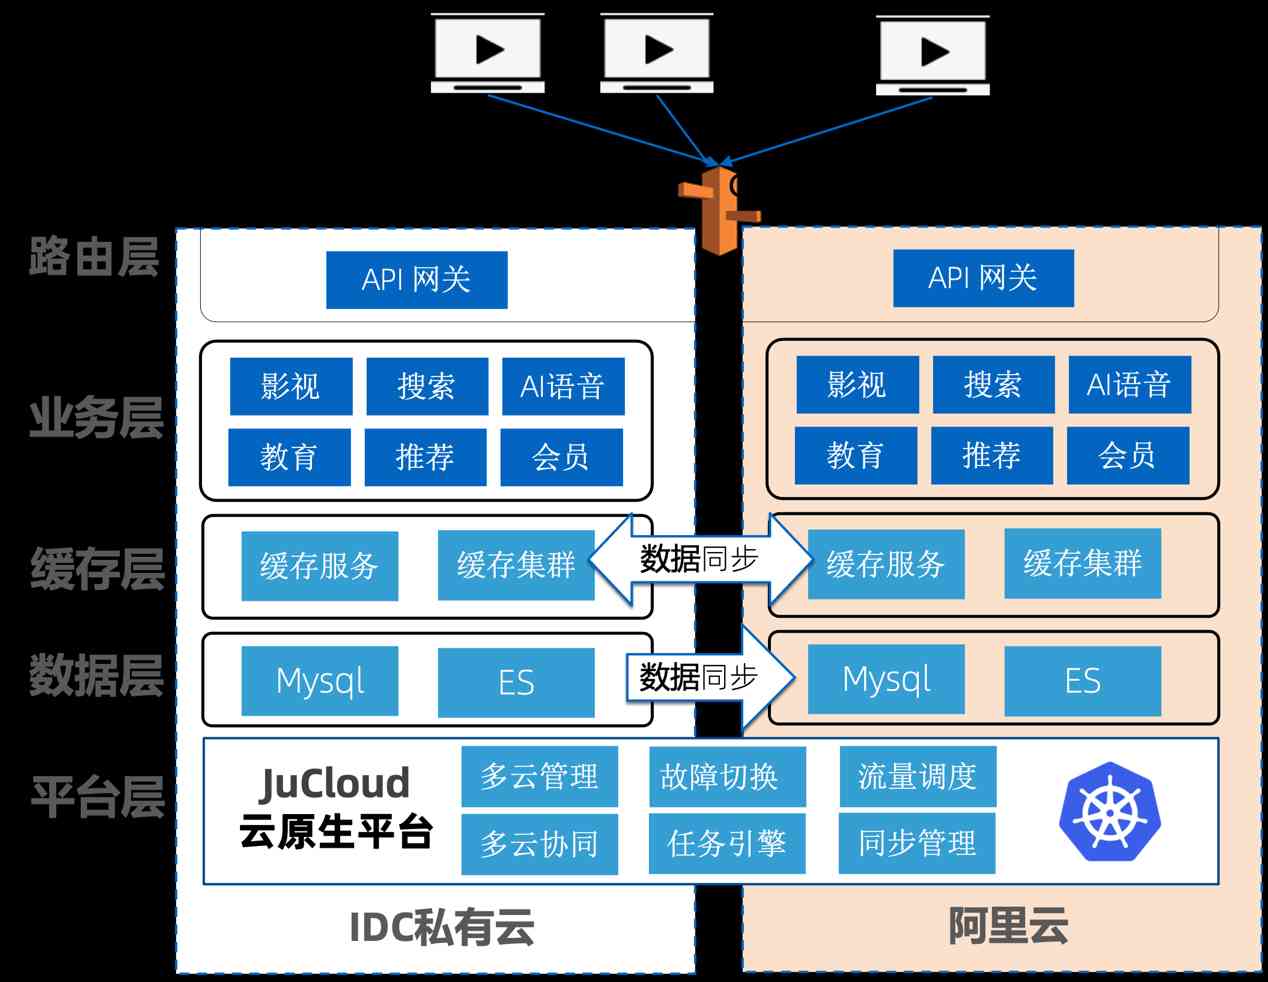 路由层
API 网关
API 网关
业务层
影视
搜索
AI语音
教育
推荐
会员
影视
搜索
AI语音
教育
推荐
会员
缓存层
缓存服务
缓存集群
数据同步
缓存服务
缓存集群
数据层
Mysql
ES
数据同步
Mysql
ES
平台层
JuCloud
云原生平台
多云管理
故障切换
流量调度
多云协同
任务引擎
同步管理
IDC私有云
阿里云